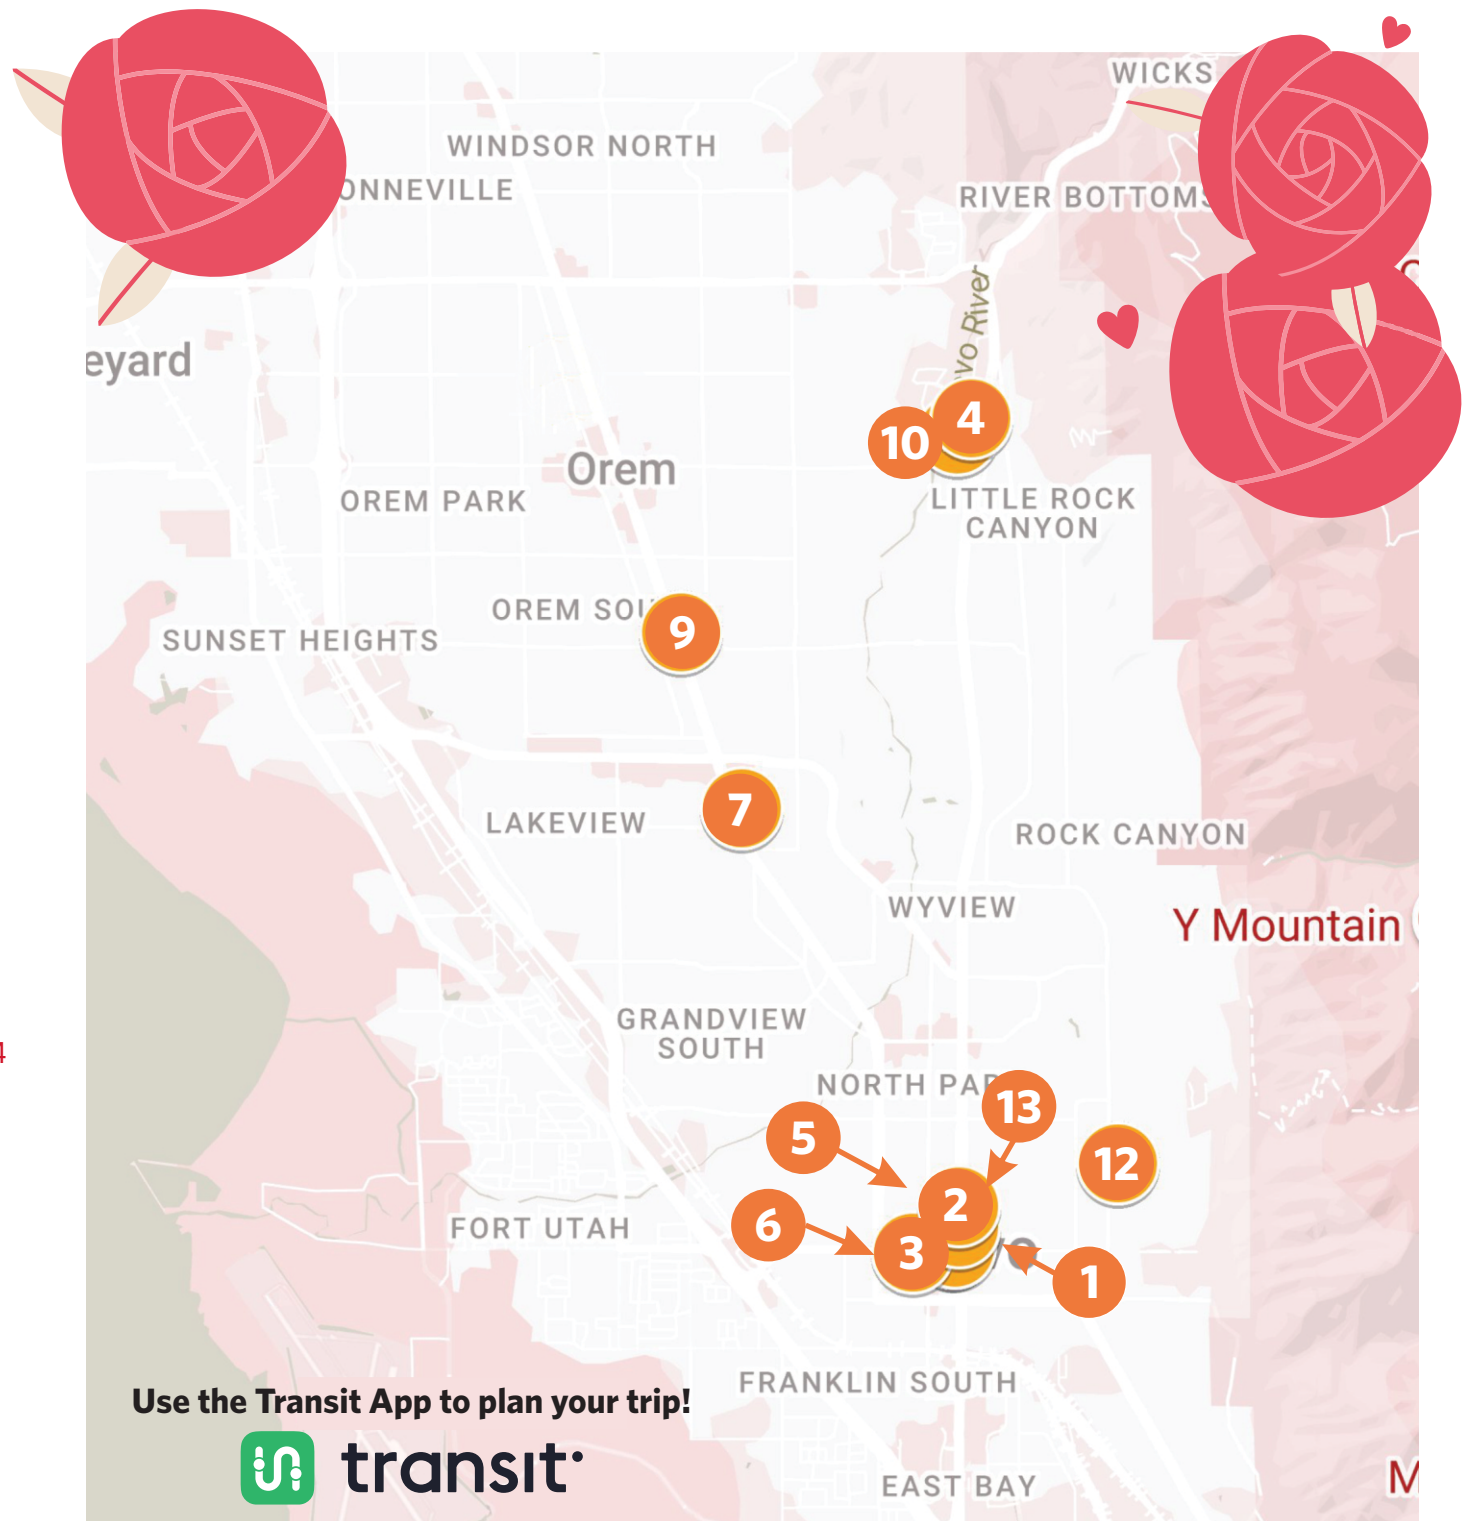 WICKS
WINDSOR NORTH
ONNEVILLE
RIVER BOTTOMS
vo River
eyard
4
10
Orem
LITTLE ROCK
CANYON
OREM PARK
OREM SOU
9
SUNSET HEIGHTS
7
LAKEVIEW
ROCK CANYON
WYVIEW
Y Mountain
GRANDVIEW
SOUTH
4
NORTH PAR
13
5
12
2
6
3
1
FORT UTAH
FRANKLIN SOUTH
Use the Transit App to plan your trip!
transit
EAST BAY
M